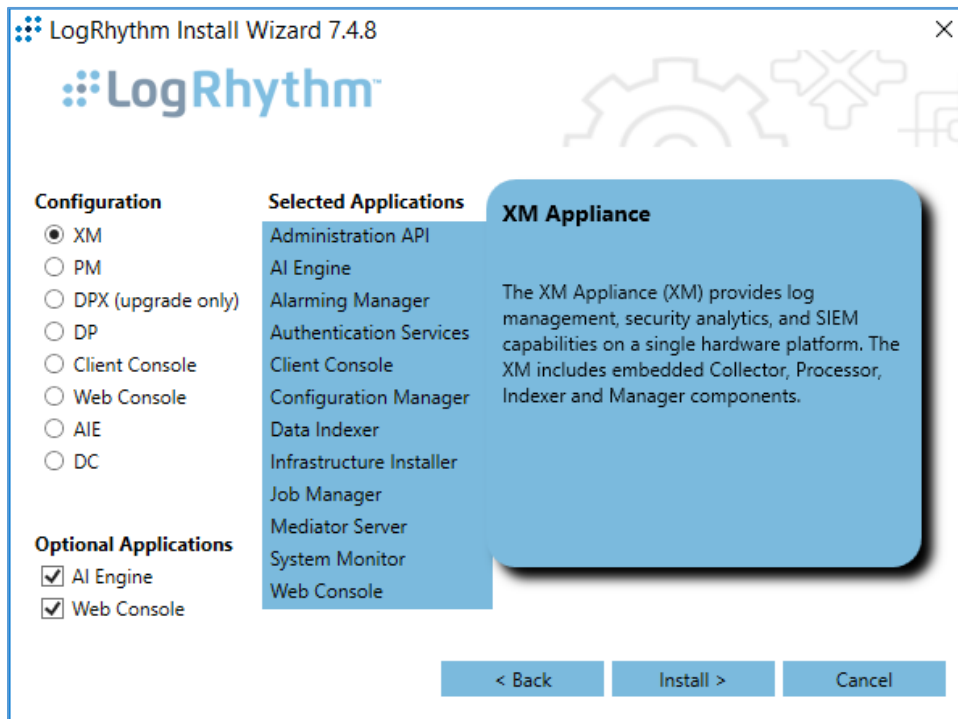 LogRhythm Install Wizard 7.4.8
LogRhythm™
Configuration
XM
PM
DPX (upgrade only)
DP
Client Console
Web Console
AIE
DC
Optional Applications
AI Engine
Web Console
Selected Applications
Administration API
AI Engine
Alarming Manager
Authentication Services
Client Console
Configuration Manager
Data Indexer
Infrastructure Installer
Job Manager
Mediator Server
System Monitor
Web Console
XM Appliance
The XM Appliance (XM) provides log
management, security analytics, and SIEM
capabilities on a single hardware platform. The
XM includes embedded Collector, Processor,
Indexer and Manager components.
< Back
Install >
Cancel